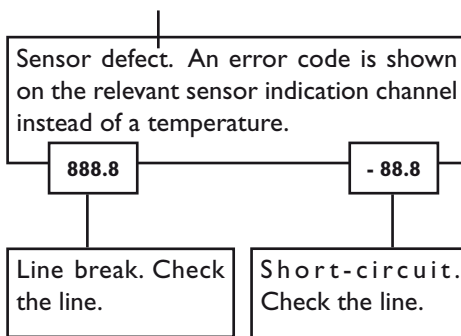 Sensor defect. An error code is shown
on the relevant sensor indication channel
instead of a temperature.
888.8
- 88.8
Line break. Check
the line.
Short-circuit.
Check the line.